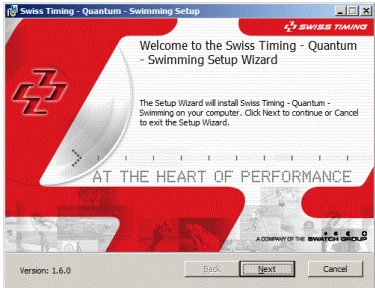 Swiss Timing - Quantum - Swimming Setup
SWISS TIMING
Welcome to the Swiss Timing - Quantum
- Swimming Setup Wizard
The Setup Wizard will install Swiss Timing - Quantum -
Swimming on your computer. Click Next to continue or Cancel
to exit the Setup Wizard.
AT THE HEART OF PERFORMANCE
A COMPANY OF THE SWATCH GROUP
Version: 1.6.0
Back
Next
Cancel